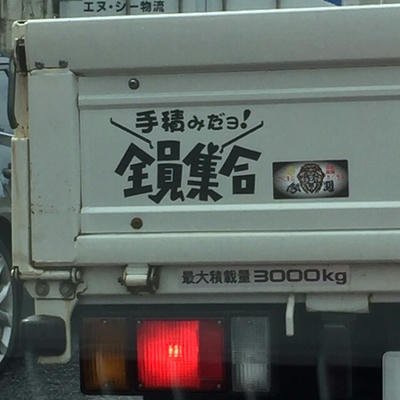 エヌ・シー物流
手積みだヨ!
全員集合
最大積載量3000kg